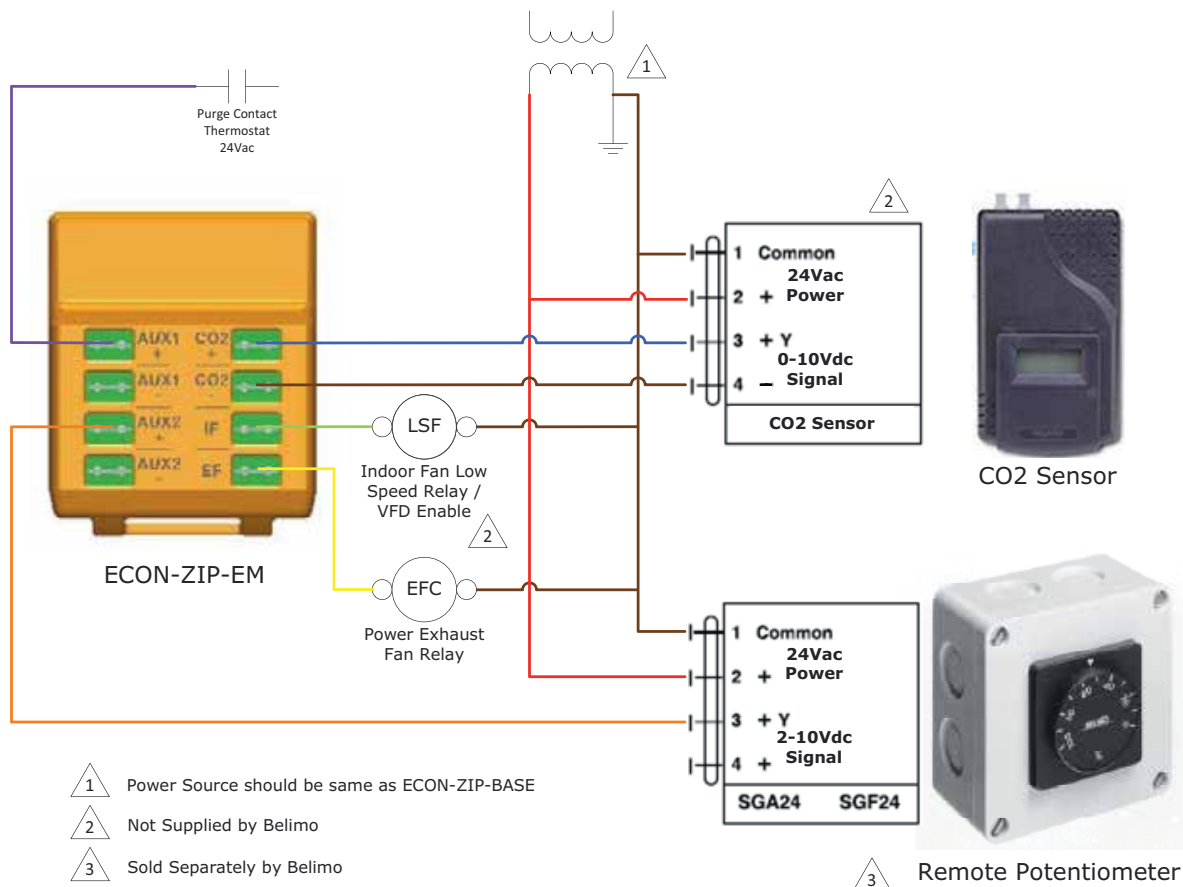 1
Purge Contact
Thermostat
24Vac
2
1 Common
24Vac
2 + Power
3 + Y
0-10Vdc
4 − Signal
CO2 Sensor
CO2 Sensor
AUX1 + CO2 +
AUX1 - CO2 -
AUX2 + IF
AUX2 - EF
ECON-ZIP-EM
LSF
Indoor Fan Low
Speed Relay /
VFD Enable
2
EFC
Power Exhaust
Fan Relay
1 Common
24Vac
2 + Power
3 + Y
2-10Vdc
4 + Signal
SGA24 SGF24
3 Remote Potentiometer
1 Power Source should be same as ECON-ZIP-BASE
2 Not Supplied by Belimo
3 Sold Separately by Belimo